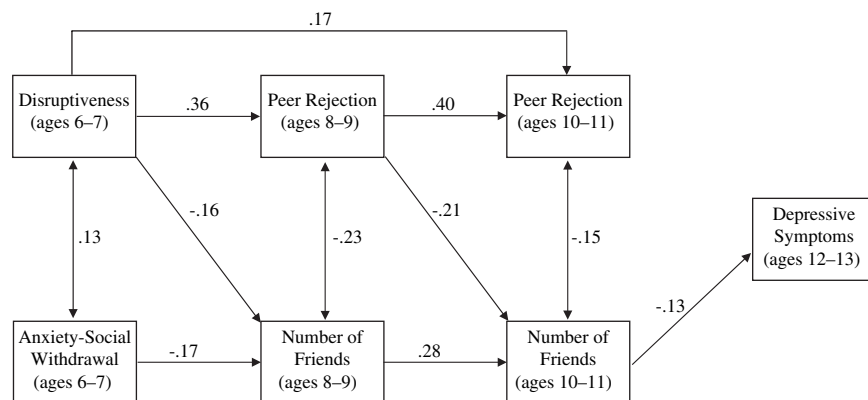 .17
Disruptiveness
(ages 6–7)
.36
Peer Rejection
(ages 8–9)
.40
Peer Rejection
(ages 10–11)
-.16
-.21
.13
-.23
-.15
Depressive
Symptoms
(ages 12–13)
-.13
Anxiety-Social
Withdrawal
(ages 6–7)
-.17
Number of
Friends
(ages 8–9)
.28
Number of
Friends
(ages 10–11)